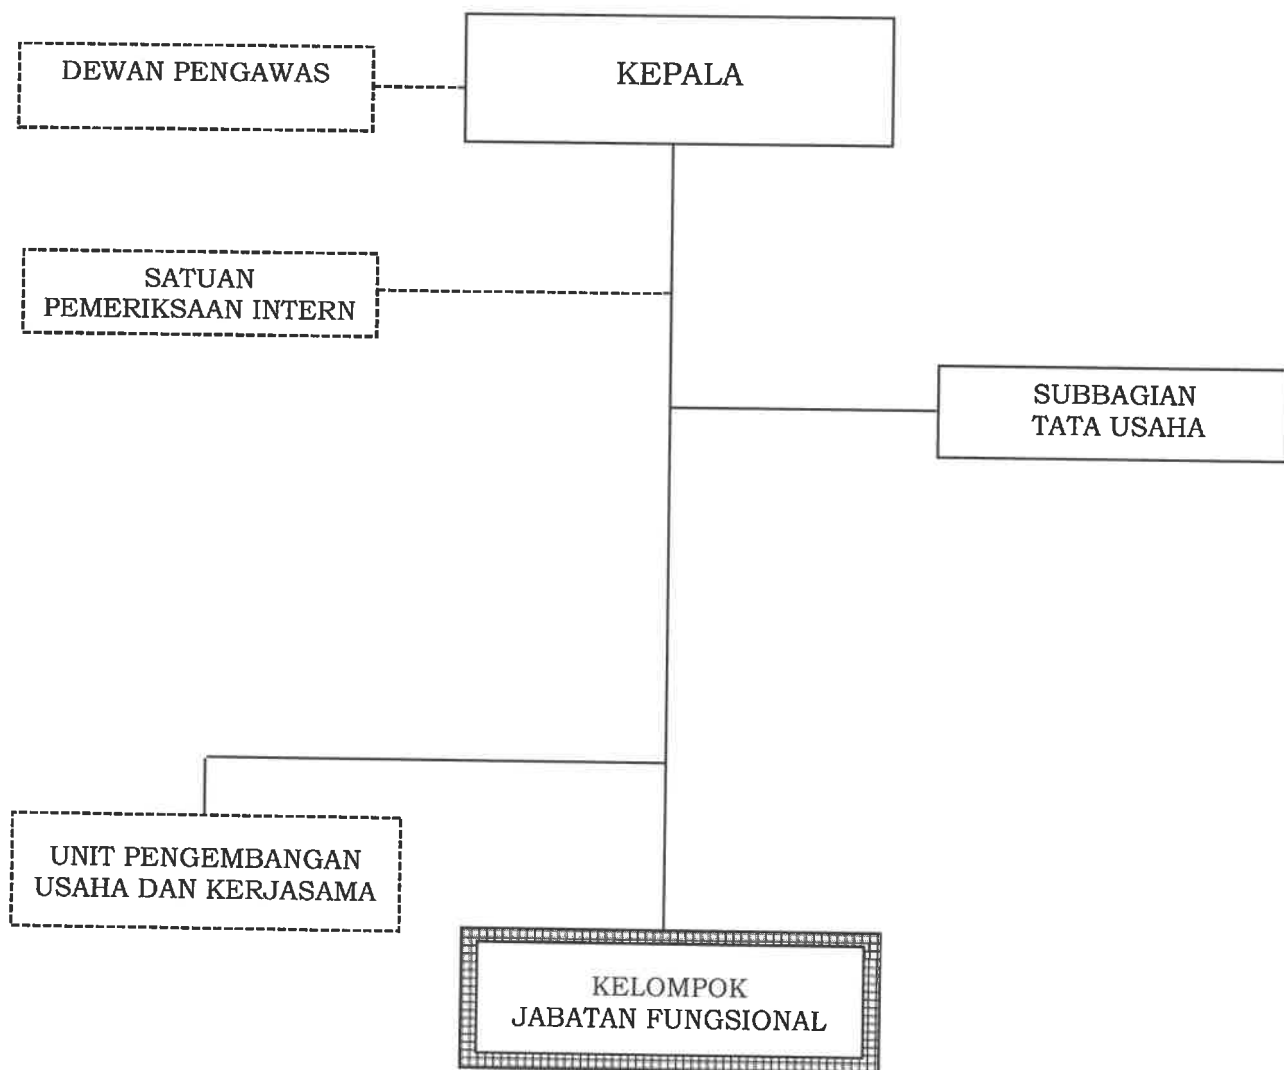 DEWAN PENGAWAS
KEPALA
SATUAN
PEMERIKSAAN INTERN
SUBBAGIAN
TATA USAHA
UNIT PENGEMBANGAN
USAHA DAN KERJASAMA
KELOMPOK
JABATAN FUNGSIONAL